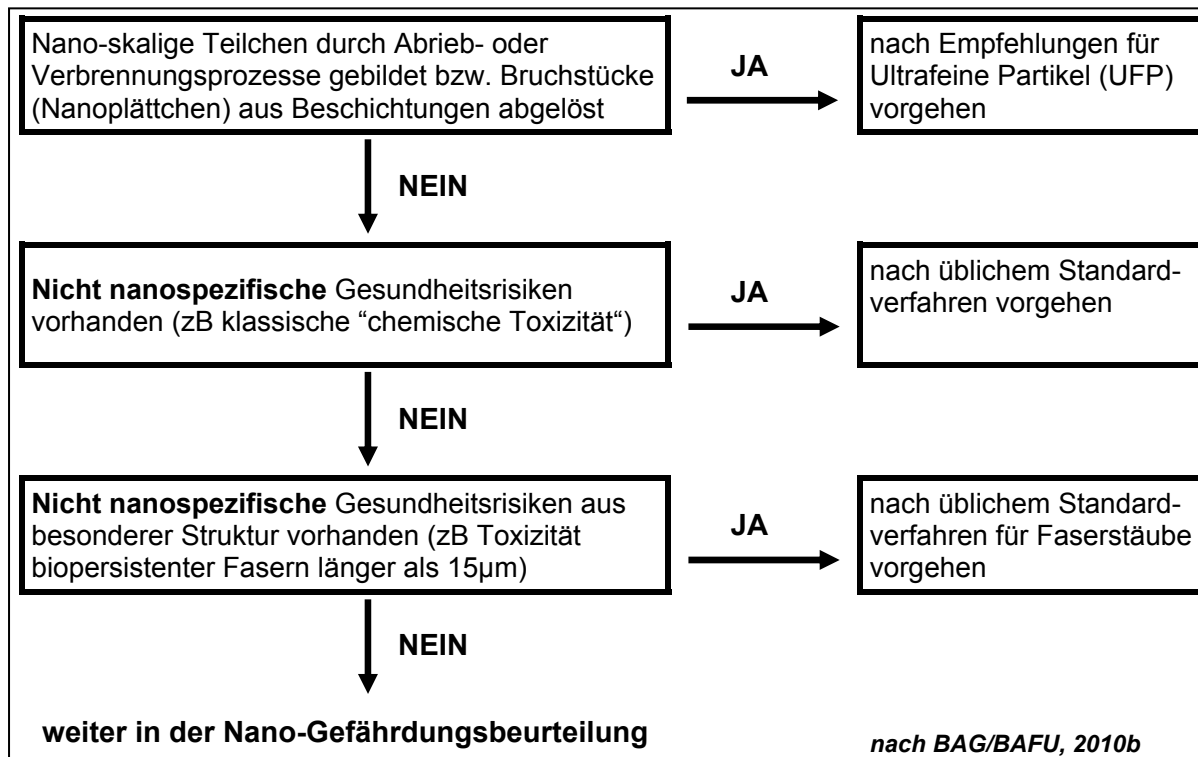 Nano-skalige Teilchen durch Abrieb- oder
Verbrennungsprozesse gebildet bzw. Bruchstücke
(Nanoplättchen) aus Beschichtungen abgelöst
JA
nach Empfehlungen für
Ultrafeine Partikel (UFP)
vorgehen
NEIN
Nicht nanospezifische Gesundheitsrisiken
vorhanden (zB klassische “chemische Toxizität“)
JA
nach üblichem Standard-
verfahren vorgehen
NEIN
Nicht nanospezifische Gesundheitsrisiken aus
besonderer Struktur vorhanden (zB Toxizität
biopersistenter Fasern länger als 15µm)
JA
nach üblichem Standard-
verfahren für Faserstäube
vorgehen
NEIN
weiter in der Nano-Gefährdungsbeurteilung
nach BAG/BAFU, 2010b